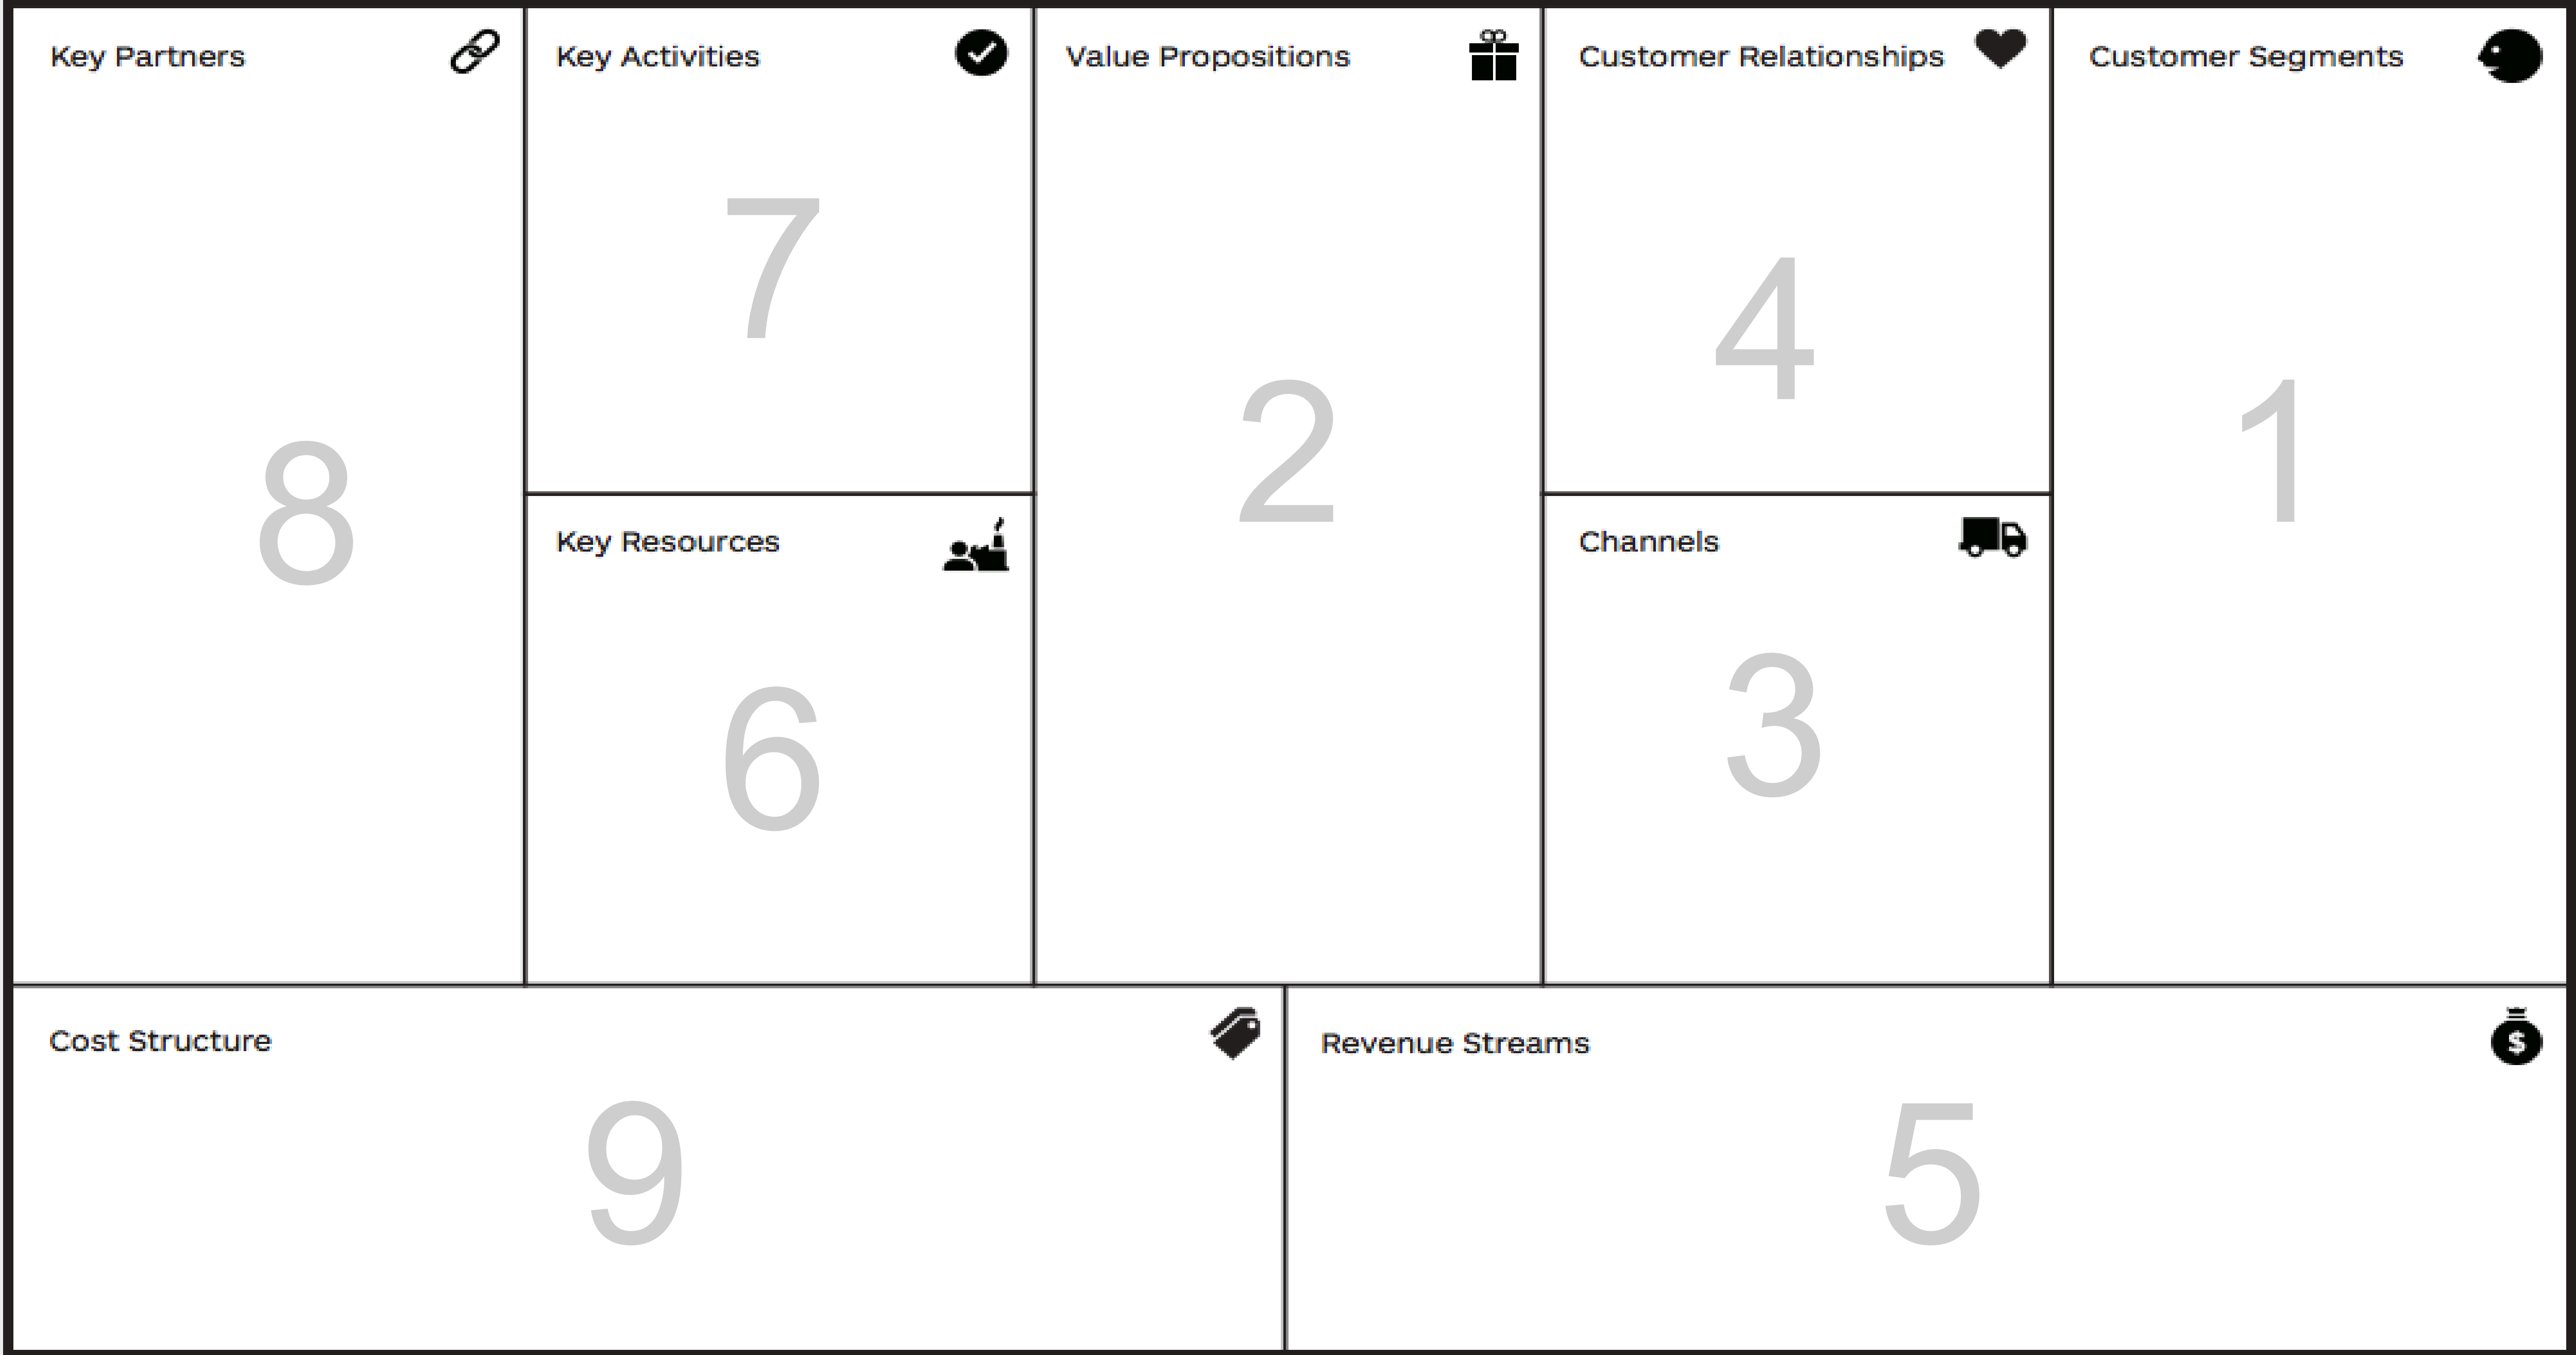 Key Partners
8
Key Activities
7
Key Resources
6
Value Propositions
2
Customer Relationships
4
Channels
3
Customer Segments
1
Cost Structure
9
Revenue Streams
$
5